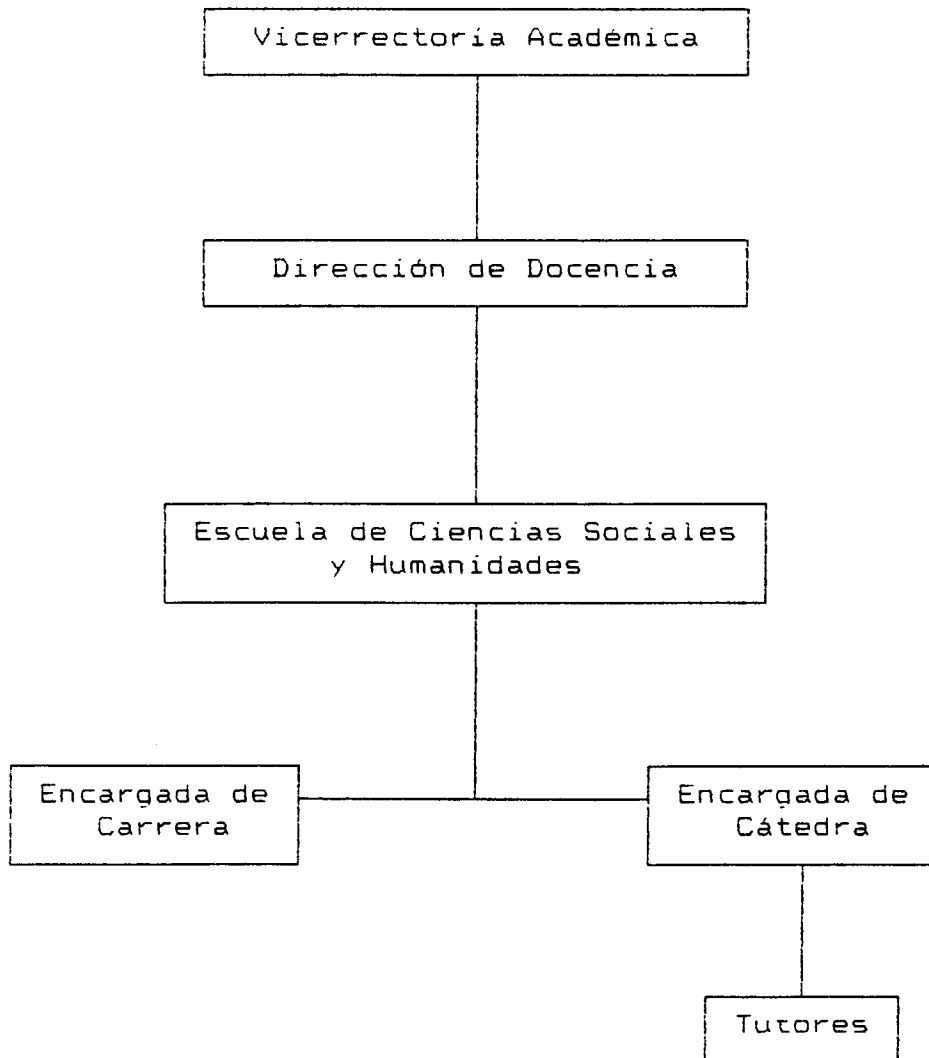 Vicerrectoría Académica
Dirección de Docencia
Escuela de Ciencias Sociales
y Humanidades
Encargada de
Carrera
Encargada de
Cátedra
Tutores